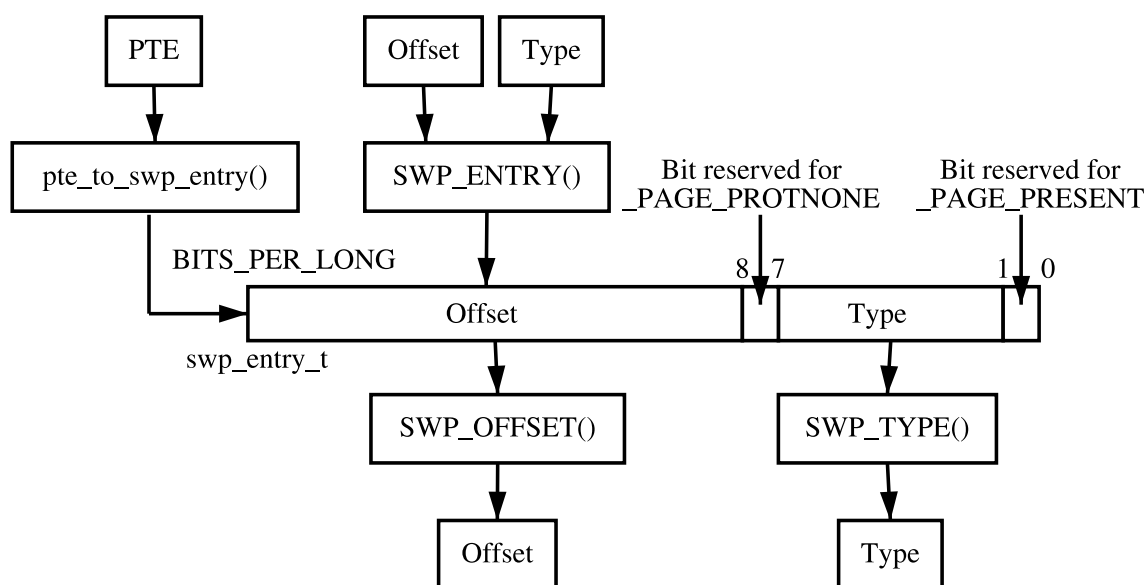 PTE
Offset
Type
pte_to_swp_entry()
SWP_ENTRY()
Bit reserved for
_PAGE_PROTNONE
Bit reserved for
_PAGE_PRESENT
BITS_PER_LONG
8 7
1 0
Offset
Type
swp_entry_t
SWP_OFFSET()
SWP_TYPE()
Offset
Type